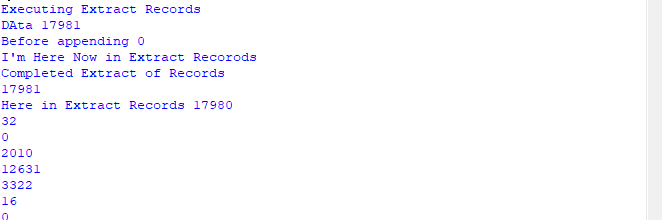 Executing Extract Records
DAta 17981
Before appending 0
I'm Here Now in Extract Recorods
Completed Extract of Records
17981
Here in Extract Records 17980
32
0
2010
12631
3322
16
0